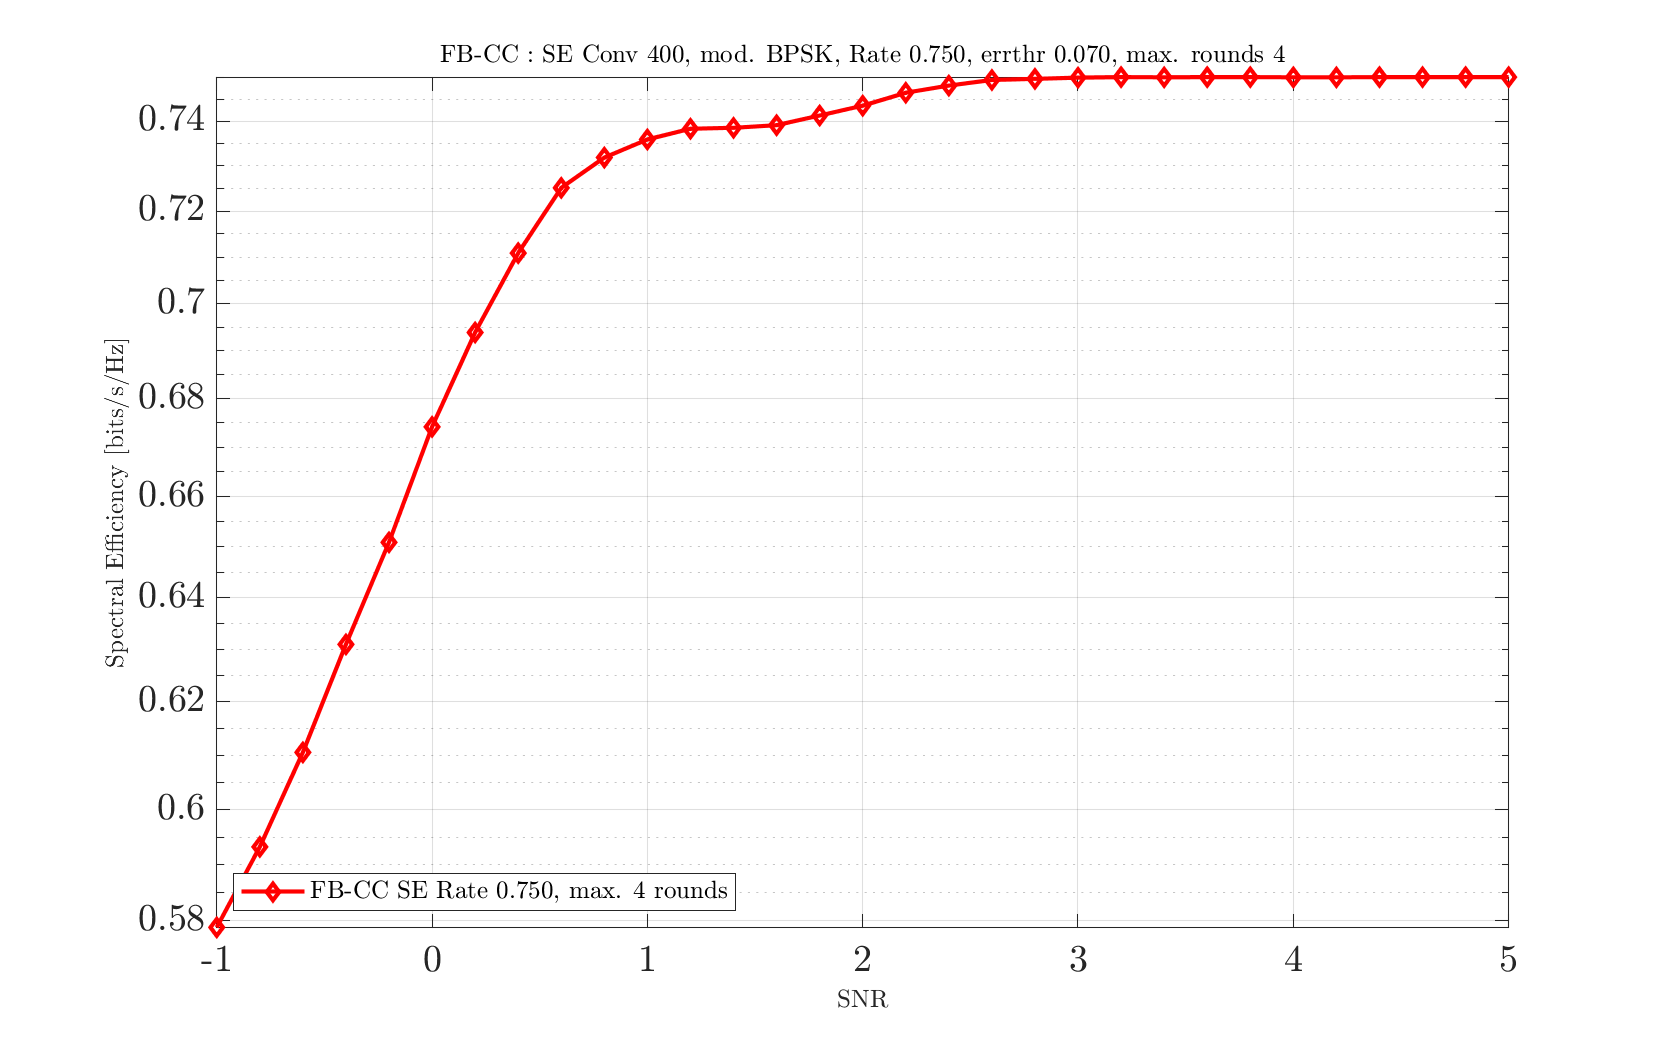 FB-CC : SE Conv 400, mod. BPSK, Rate 0.750, errthr 0.070, max. rounds 4
0.74
0.72
0.7
0.68
0.66
0.64
0.62
0.6
0.58
Spectral Efficiency [bits/s/Hz]
FB-CC SE Rate 0.750, max. 4 rounds
-1 0 1 2 3 4 5
SNR